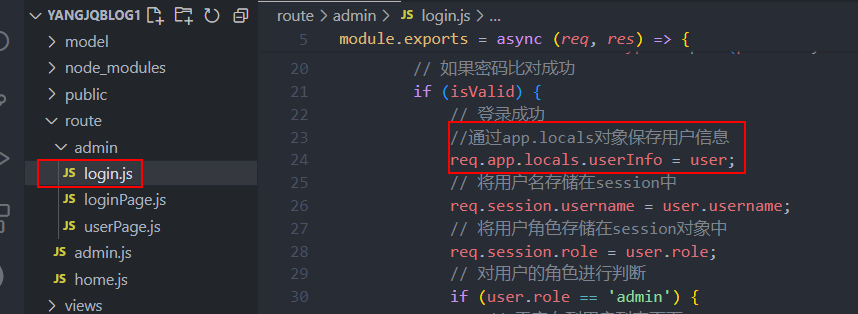 YANGJQBLOG1
model
node_modules
public
route
admin
JS login.js
JS loginPage.js
JS userPage.js
JS admin.js
JS home.js
views
route > admin > JS login.js > ...
5 module.exports = async (req, res) => {
20 // 如果密码比对成功
21 if (isValid) {
22 // 登录成功
23 //通过app.locals对象保存用户信息
24 req.app.locals.userInfo = user;
25 // 将用户名存储在session中
26 req.session.username = user.username;
27 // 将用户角色存储在session对象中
28 req.session.role = user.role;
29 // 对用户的角色进行判断
30 if (user.role == 'admin') {